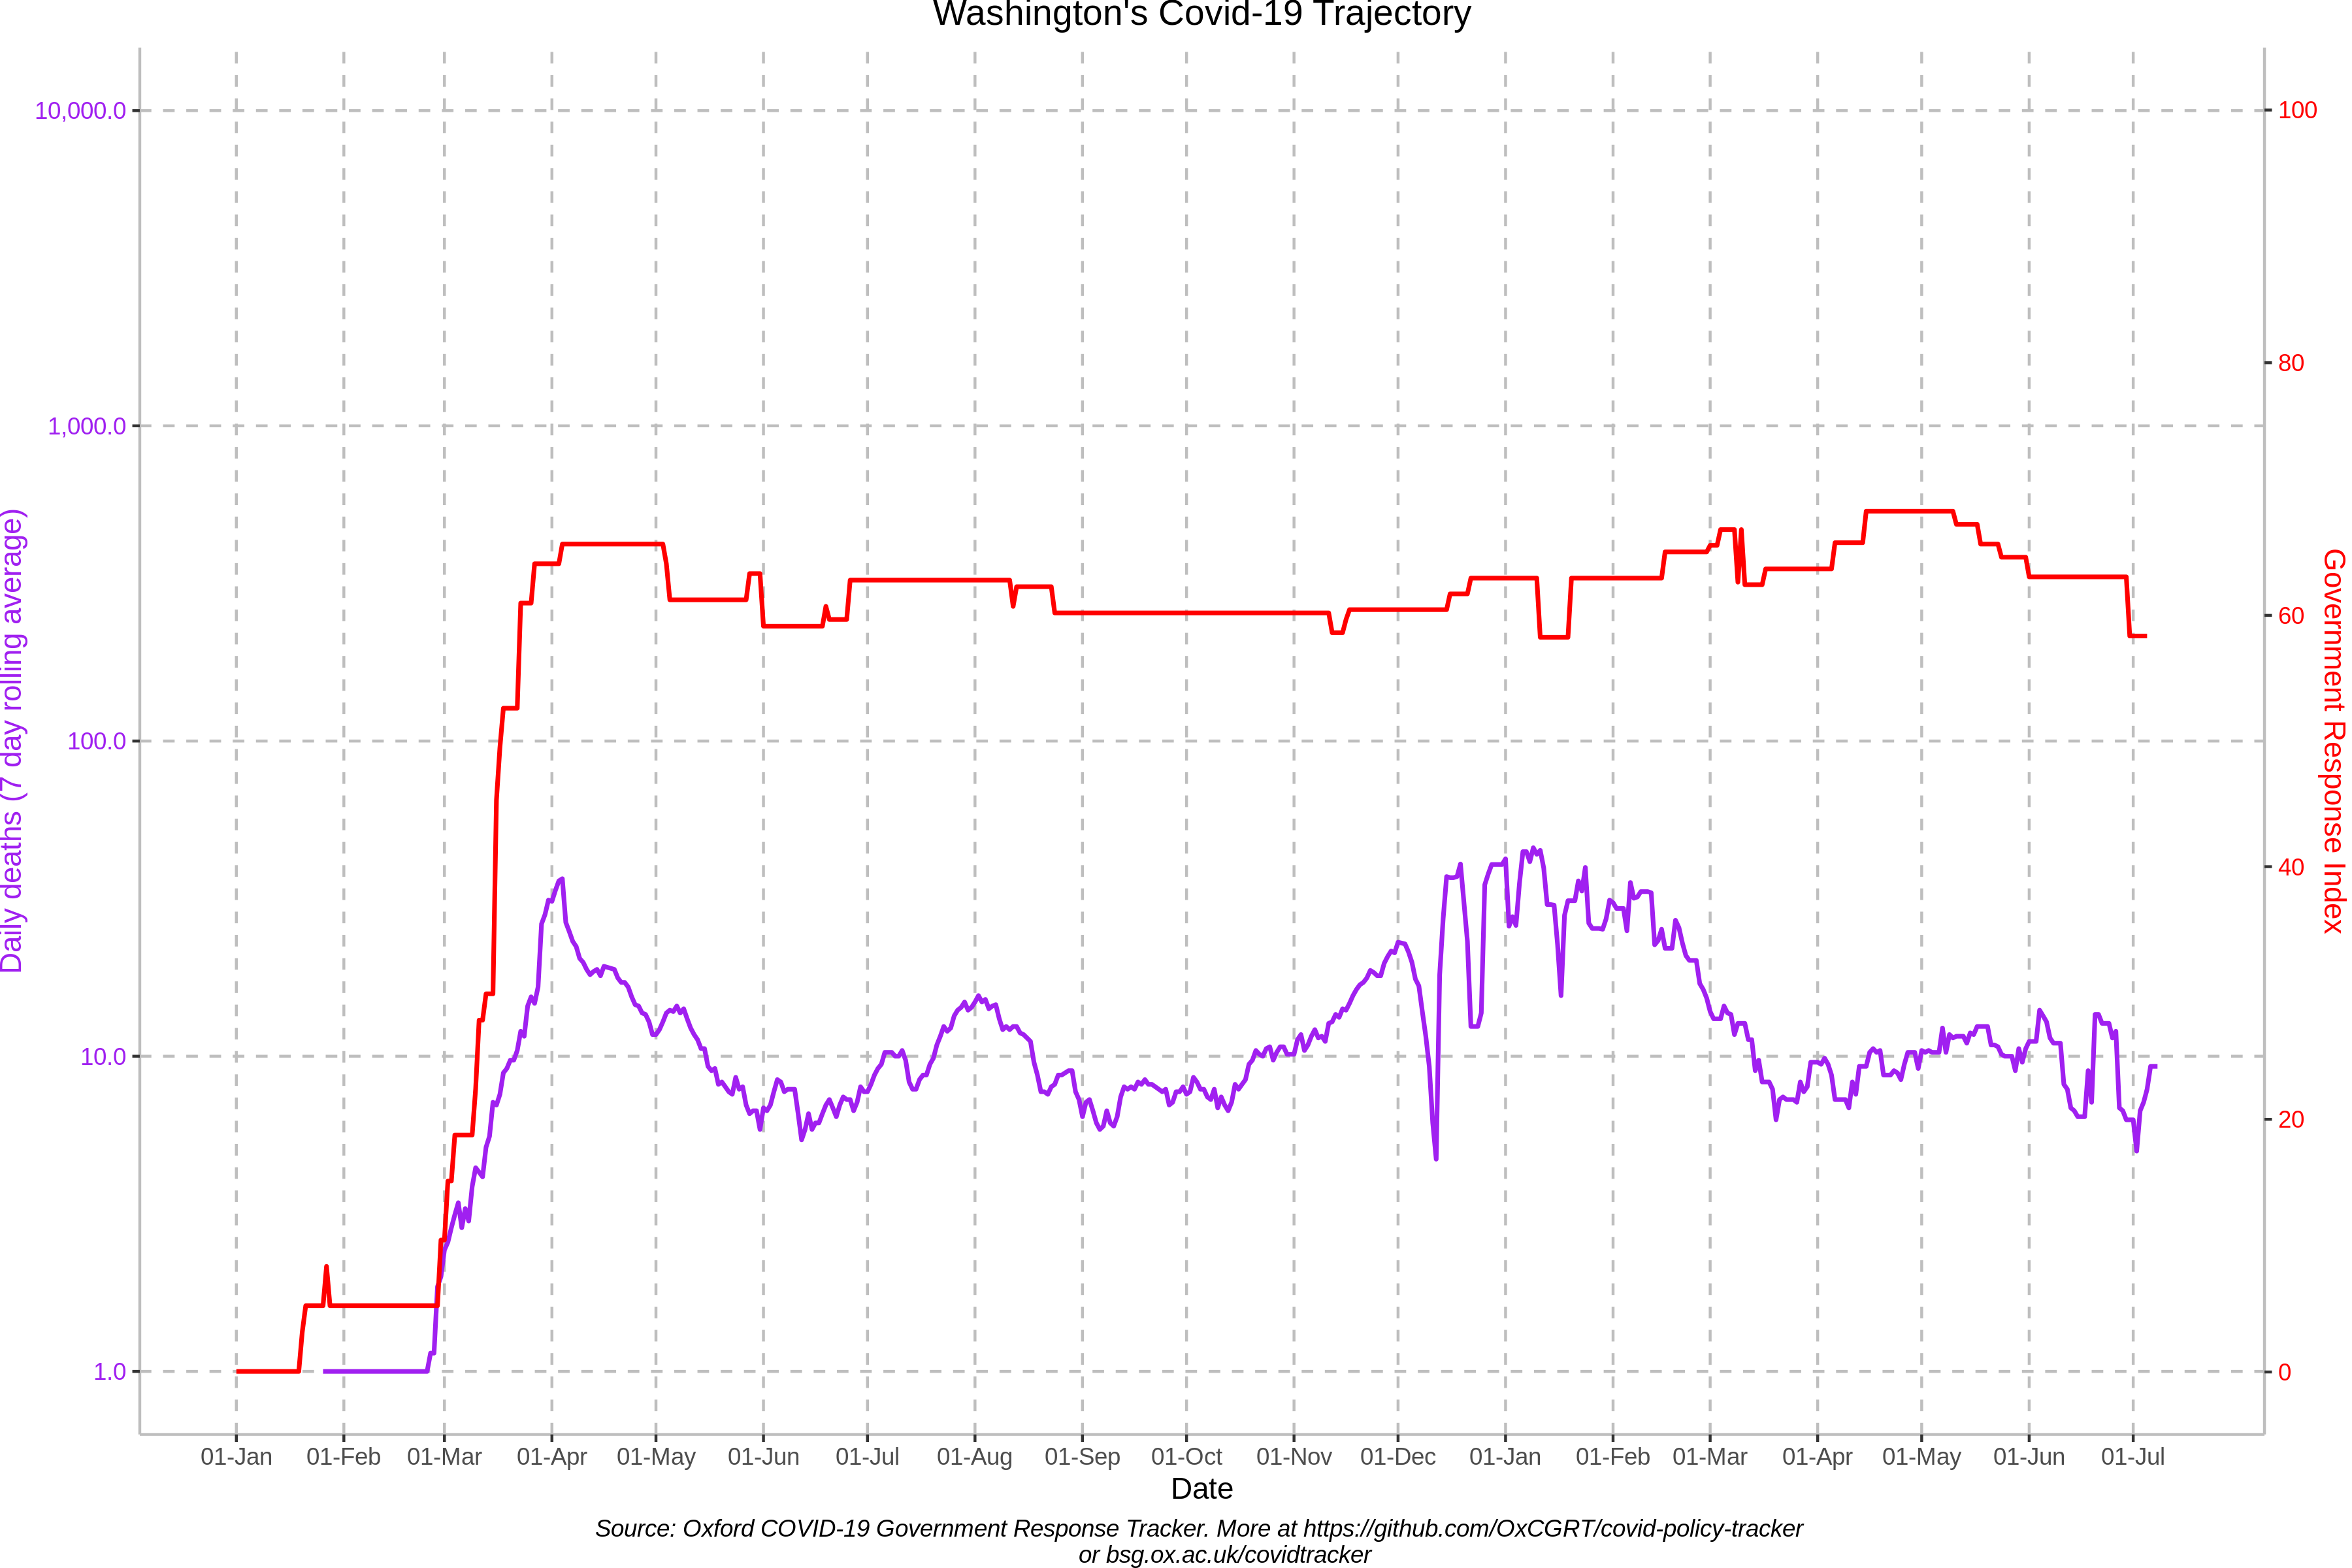 Washington's Covid-19 Trajectory
10,000.0
1,000.0
100.0
10.0
1.0
Daily deaths (7 day rolling average)
100
80
60
40
20
0
Government Response Index
01-Jan 01-Feb 01-Mar 01-Apr 01-May 01-Jun 01-Jul 01-Aug 01-Sep 01-Oct 01-Nov 01-Dec 01-Jan 01-Feb 01-Mar 01-Apr 01-May 01-Jun 01-Jul
Date
Source: Oxford COVID-19 Government Response Tracker. More at https://github.com/OxCGRT/covid-policy-tracker
or bsg.ox.ac.uk/covidtracker